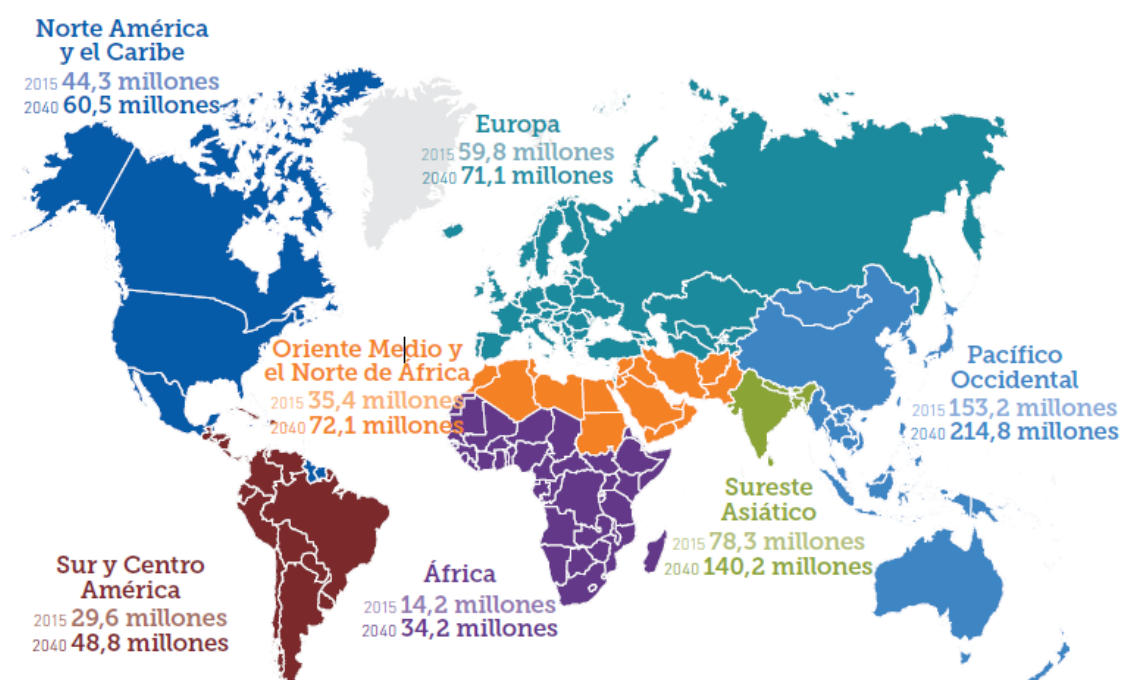 Norte América
y el Caribe
2015 44,3 millones
2040 60,5 millones
Europa
2015 59,8 millones
2040 71,1 millones
Oriente Medio y
el Norte de África
2015 35,4 millones
2040 72,1 millones
Pacífico
Occidental
2015 153,2 millones
2040 214,8 millones
Sureste
Asiático
2015 78,3 millones
2040 140,2 millones
Sur y Centro
América
2015 29,6 millones
2040 48,8 millones
África
2015 14,2 millones
2040 34,2 millones